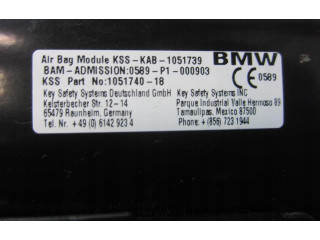 Air Bag Module KSS-KAB-1051739
BMW
BAM-ADMISSION:0589-P1-000903
CE 0589
KSS Part No:1051740-18
Key Safety Systems Deutschland GmbH Key Safety Systems INC
Kelsterbecher Str. 12-14 Parque Industrial Valle Hermoso 89
65479 Raunheim, Germany Tamaulipas, Mexico 87500
Tel. Nr +49 (0) 6142 923 4 Phone: +(856) 723 1944